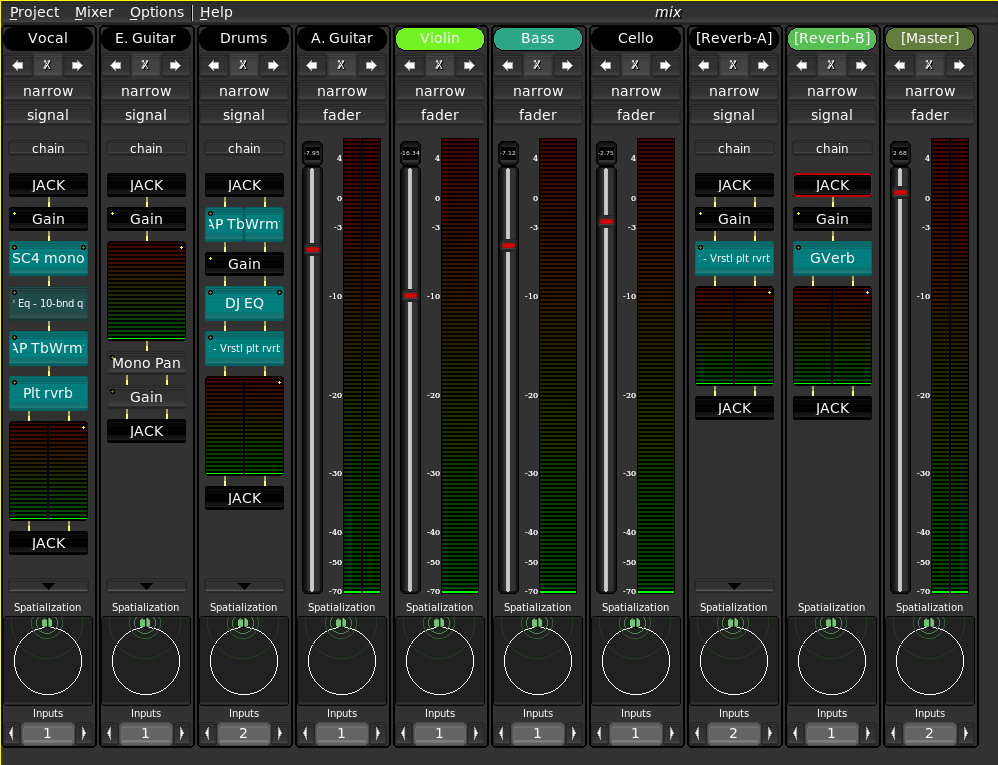 Project Mixer Options Help mix
Vocal E. Guitar Drums A. Guitar Violin Bass Cello [Reverb-A] [Reverb-B] [Master]
X X X X X X X X X X
narrow narrow narrow narrow narrow narrow narrow narrow narrow narrow
signal signal signal fader fader fader fader signal signal fader
chain
JACK
Gain
SC4 mono
Eq - 10-bnd q
AP TbWrm
Plt rvrb
JACK
chain
JACK
Gain
Mono Pan
Gain
JACK
chain
JACK
AP TbWrm
Gain
DJ EQ
- Vrstl plt rvrt
JACK
-7.95
4
0
-3
-10
-20
-30
-40
-50
-70
-16.34
4
0
-3
-10
-20
-30
-40
-50
-70
-7.12
4
0
-3
-10
-20
-30
-40
-50
-70
-2.75
4
0
-3
-10
-20
-30
-40
-50
-70
chain
JACK
Gain
- Vrstl plt rvrt
JACK
chain
JACK
Gain
GVerb
JACK
2.68
4
0
-3
-10
-20
-30
-40
-50
-70
Spatialization Spatialization Spatialization Spatialization Spatialization Spatialization Spatialization Spatialization Spatialization Spatialization
Inputs Inputs Inputs Inputs Inputs Inputs Inputs Inputs Inputs Inputs
1 1 2 1 1 1 1 2 1 2